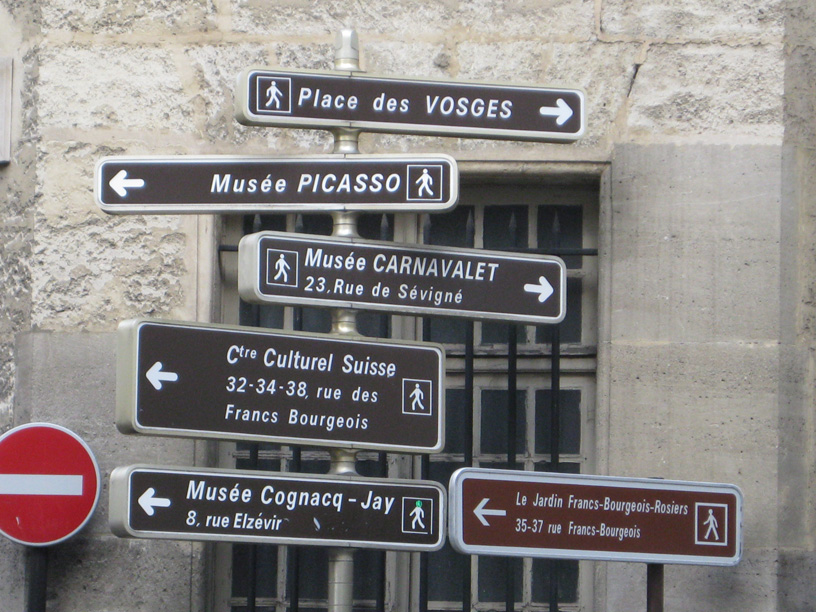 Place des VOSGES
Musée PICASSO
Musée CARNAVALET
23, Rue de Sévigné
Ctre Culturel Suisse
32-34-38, rue des
Francs Bourgeois
Musée Cognacq-Jay
8, rue Elzévir
Le Jardin Francs-Bourgeois-Rosiers
35-37 rue Francs-Bourgeois